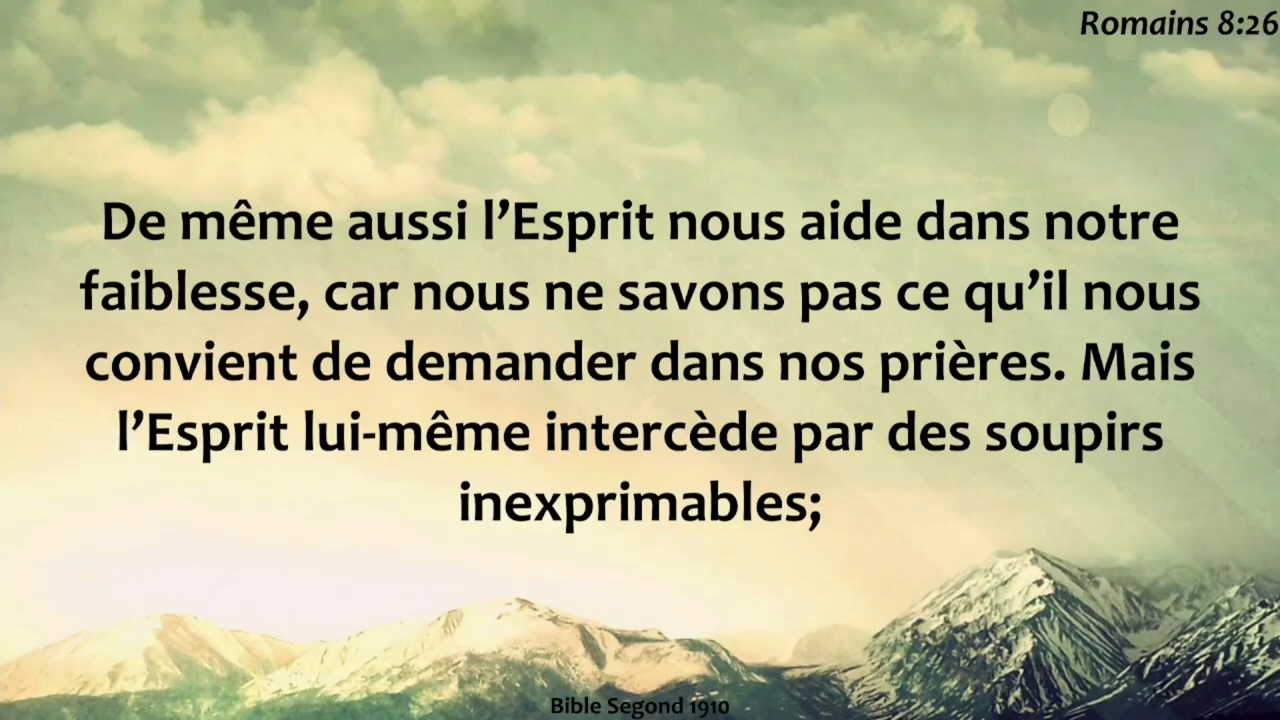 Romains 8:26
De même aussi l’Esprit nous aide dans notre
faiblesse, car nous ne savons pas ce qu’il nous
convient de demander dans nos prières. Mais
l’Esprit lui-même intercède par des soupirs
inexprimables;
Bible Segond 1910